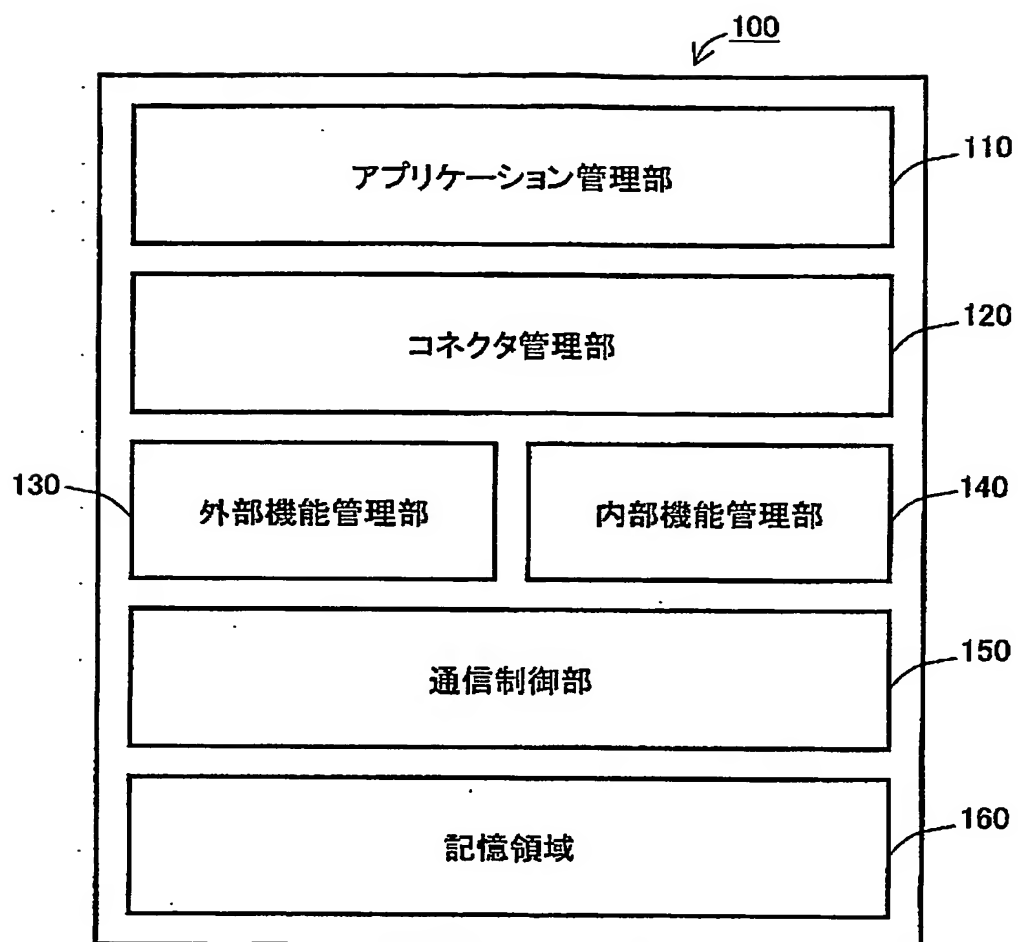 100
アプリケーション管理部
110
コネクタ管理部
120
130
外部機能管理部
内部機能管理部
140
通信制御部
150
記憶領域
160